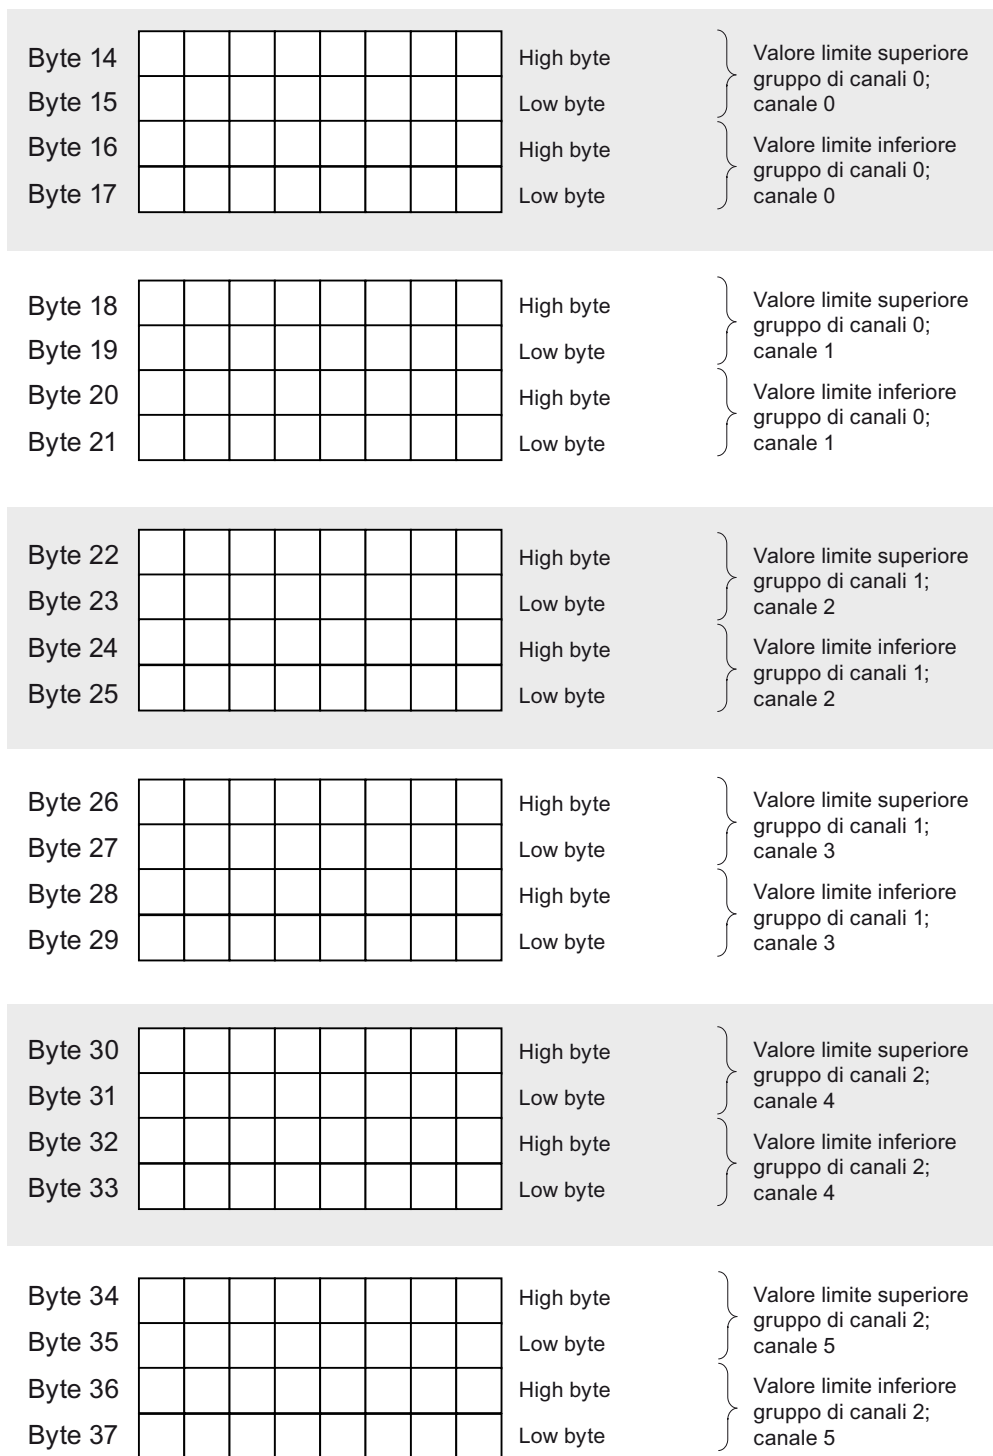 Byte 14 High byte Valore limite superiore
gruppo di canali 0;
Byte 15 Low byte canale 0
Byte 16 High byte Valore limite inferiore
gruppo di canali 0;
Byte 17 Low byte canale 0
Byte 18 High byte Valore limite superiore
gruppo di canali 0;
Byte 19 Low byte canale 1
Byte 20 High byte Valore limite inferiore
gruppo di canali 0;
Byte 21 Low byte canale 1
Byte 22 High byte Valore limite superiore
gruppo di canali 1;
Byte 23 Low byte canale 2
Byte 24 High byte Valore limite inferiore
gruppo di canali 1;
Byte 25 Low byte canale 2
Byte 26 High byte Valore limite superiore
gruppo di canali 1;
Byte 27 Low byte canale 3
Byte 28 High byte Valore limite inferiore
gruppo di canali 1;
Byte 29 Low byte canale 3
Byte 30 High byte Valore limite superiore
gruppo di canali 2;
Byte 31 Low byte canale 4
Byte 32 High byte Valore limite inferiore
gruppo di canali 2;
Byte 33 Low byte canale 4
Byte 34 High byte Valore limite superiore
gruppo di canali 2;
Byte 35 Low byte canale 5
Byte 36 High byte Valore limite inferiore
gruppo di canali 2;
Byte 37 Low byte canale 5